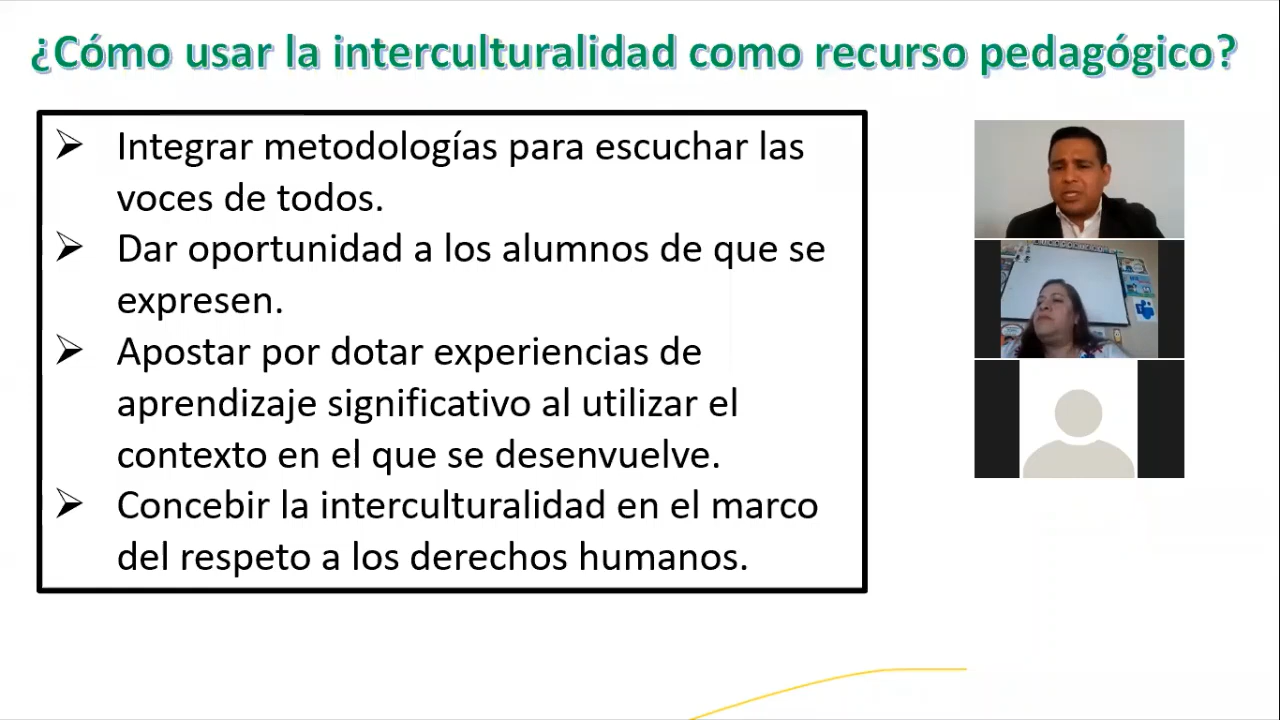 ¿Cómo usar la interculturalidad como recurso pedagógico?
Integrar metodologías para escuchar las
voces de todos.
Dar oportunidad a los alumnos de que se
expresen.
Apostar por dotar experiencias de
aprendizaje significativo al utilizar el
contexto en el que se desenvuelve.
Concebir la interculturalidad en el marco
del respeto a los derechos humanos.